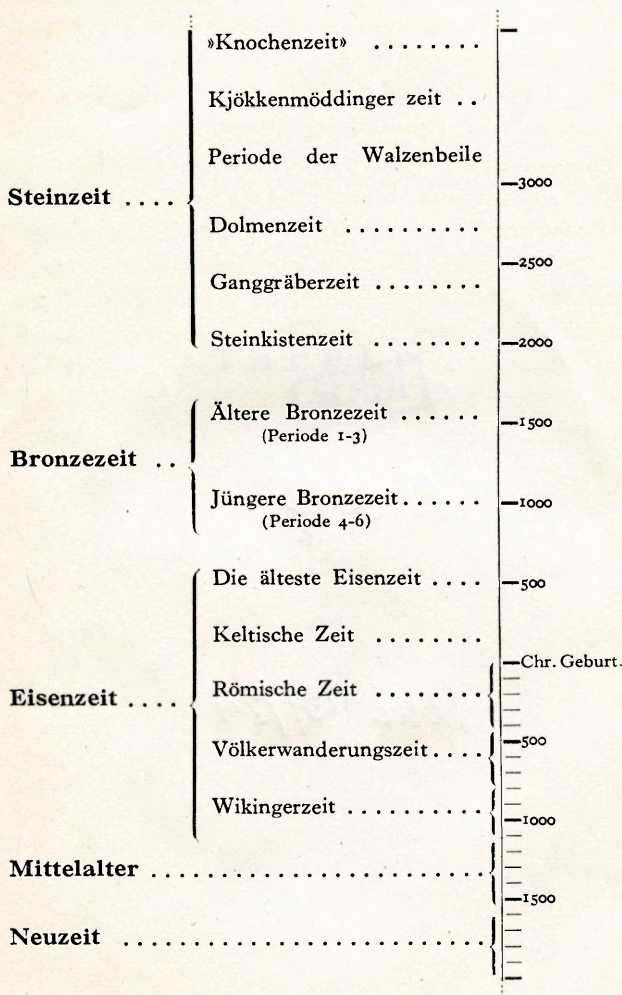 »Knochenzeit» ........
Kjökkenmöddinger zeit ..
Periode der Walzenbeile
3000
Steinzeit ....
Dolmenzeit ..........
2500
Ganggräberzeit ........
Steinkistenzeit ........
2000
Ältere Bronzezeit ......
1500
(Periode 1-3)
Bronzezeit ..
Jüngere Bronzezeit......
1000
(Periode 4-6)
Die älteste Eisenzeit ....
500
Keltische Zeit ........
Chr. Geburt.
Römische Zeit ........
Eisenzeit ....
500
Völkerwanderungszeit....
Wikingerzeit ..........
1000
Mittelalter .........................
1500
Neuzeit ...........................